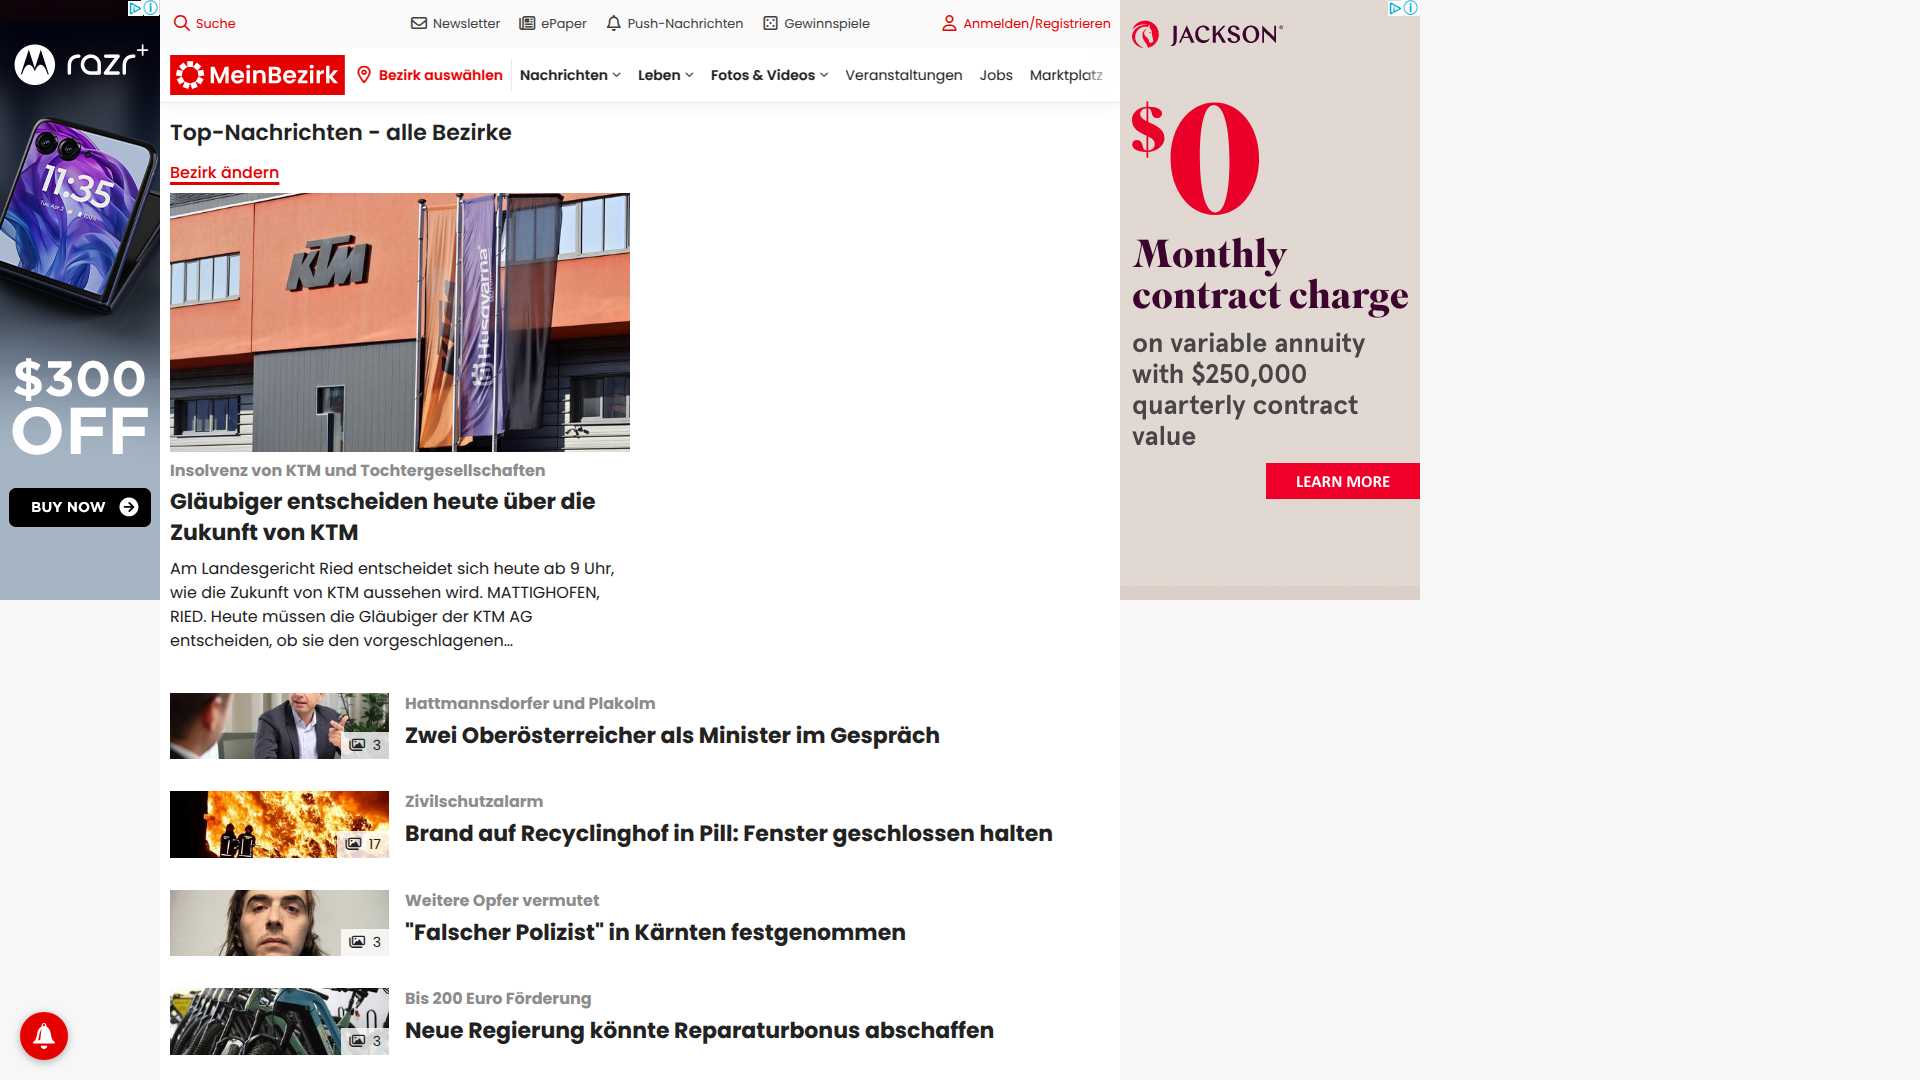 Suche
Newsletter
ePaper
Push-Nachrichten
Gewinnspiele
Anmelden/Registrieren
MeinBezirk
Bezirk auswählen
Nachrichten
Leben
Fotos & Videos
Veranstaltungen
Jobs
Marktplatz
razr+
11:35
$300
OFF
BUY NOW
Top-Nachrichten - alle Bezirke
Bezirk ändern
KTM
Husqvarna
Insolvenz von KTM und Tochtergesellschaften
Gläubiger entscheiden heute über die
Zukunft von KTM
Am Landesgericht Ried entscheidet sich heute ab 9 Uhr,
wie die Zukunft von KTM aussehen wird. MATTIGHOFEN,
RIED. Heute müssen die Gläubiger der KTM AG
entscheiden, ob sie den vorgeschlagenen...
3
Hattmannsdorfer und Plakolm
Zwei Oberösterreicher als Minister im Gespräch
17
Zivilschutzalarm
Brand auf Recyclinghof in Pill: Fenster geschlossen halten
3
Weitere Opfer vermutet
"Falscher Polizist" in Kärnten festgenommen
3
Bis 200 Euro Förderung
Neue Regierung könnte Reparaturbonus abschaffen
JACKSON®
$0
Monthly
contract charge
on variable annuity
with $250,000
quarterly contract
value
LEARN MORE